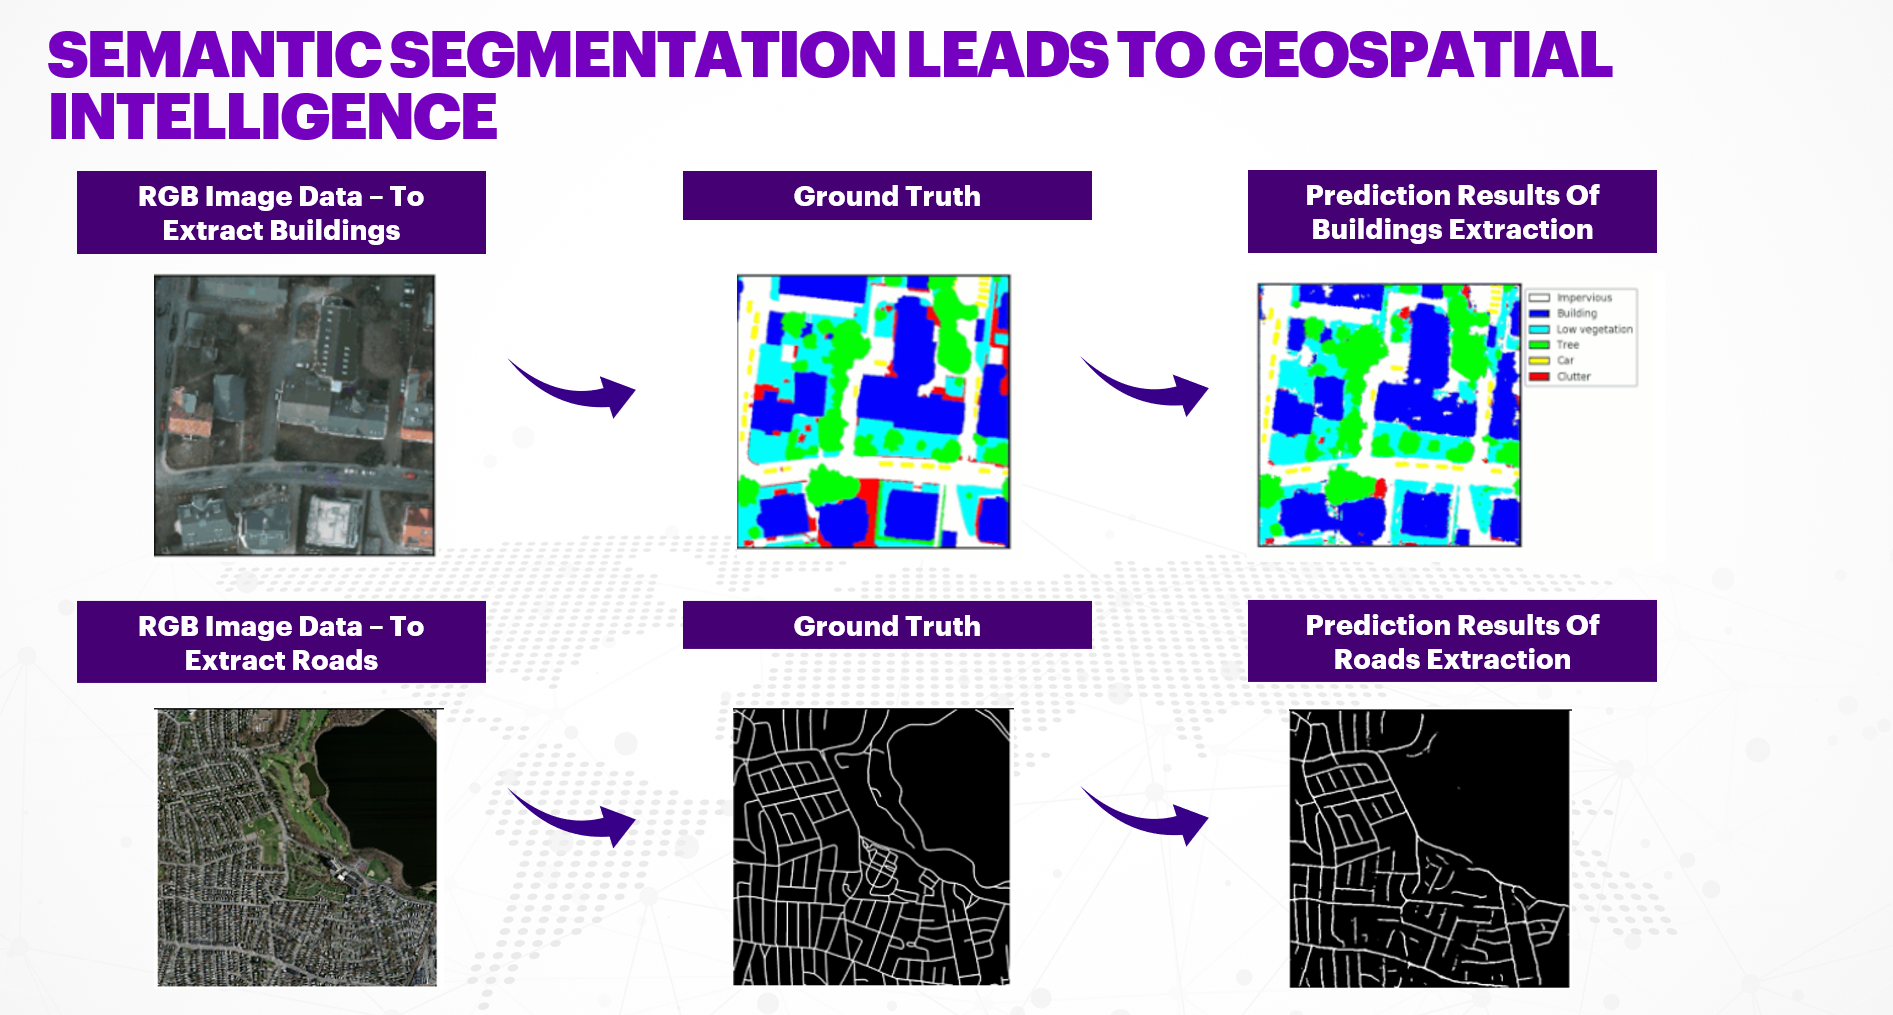 SEMANTIC SEGMENTATION LEADS TO GEOSPATIAL
INTELLIGENCE
RGB Image Data – To
Extract Buildings
Ground Truth
Prediction Results Of
Buildings Extraction
Impervious
Building
Low vegetation
Tree
Car
Clutter
RGB Image Data – To
Extract Roads
Ground Truth
Prediction Results Of
Roads Extraction